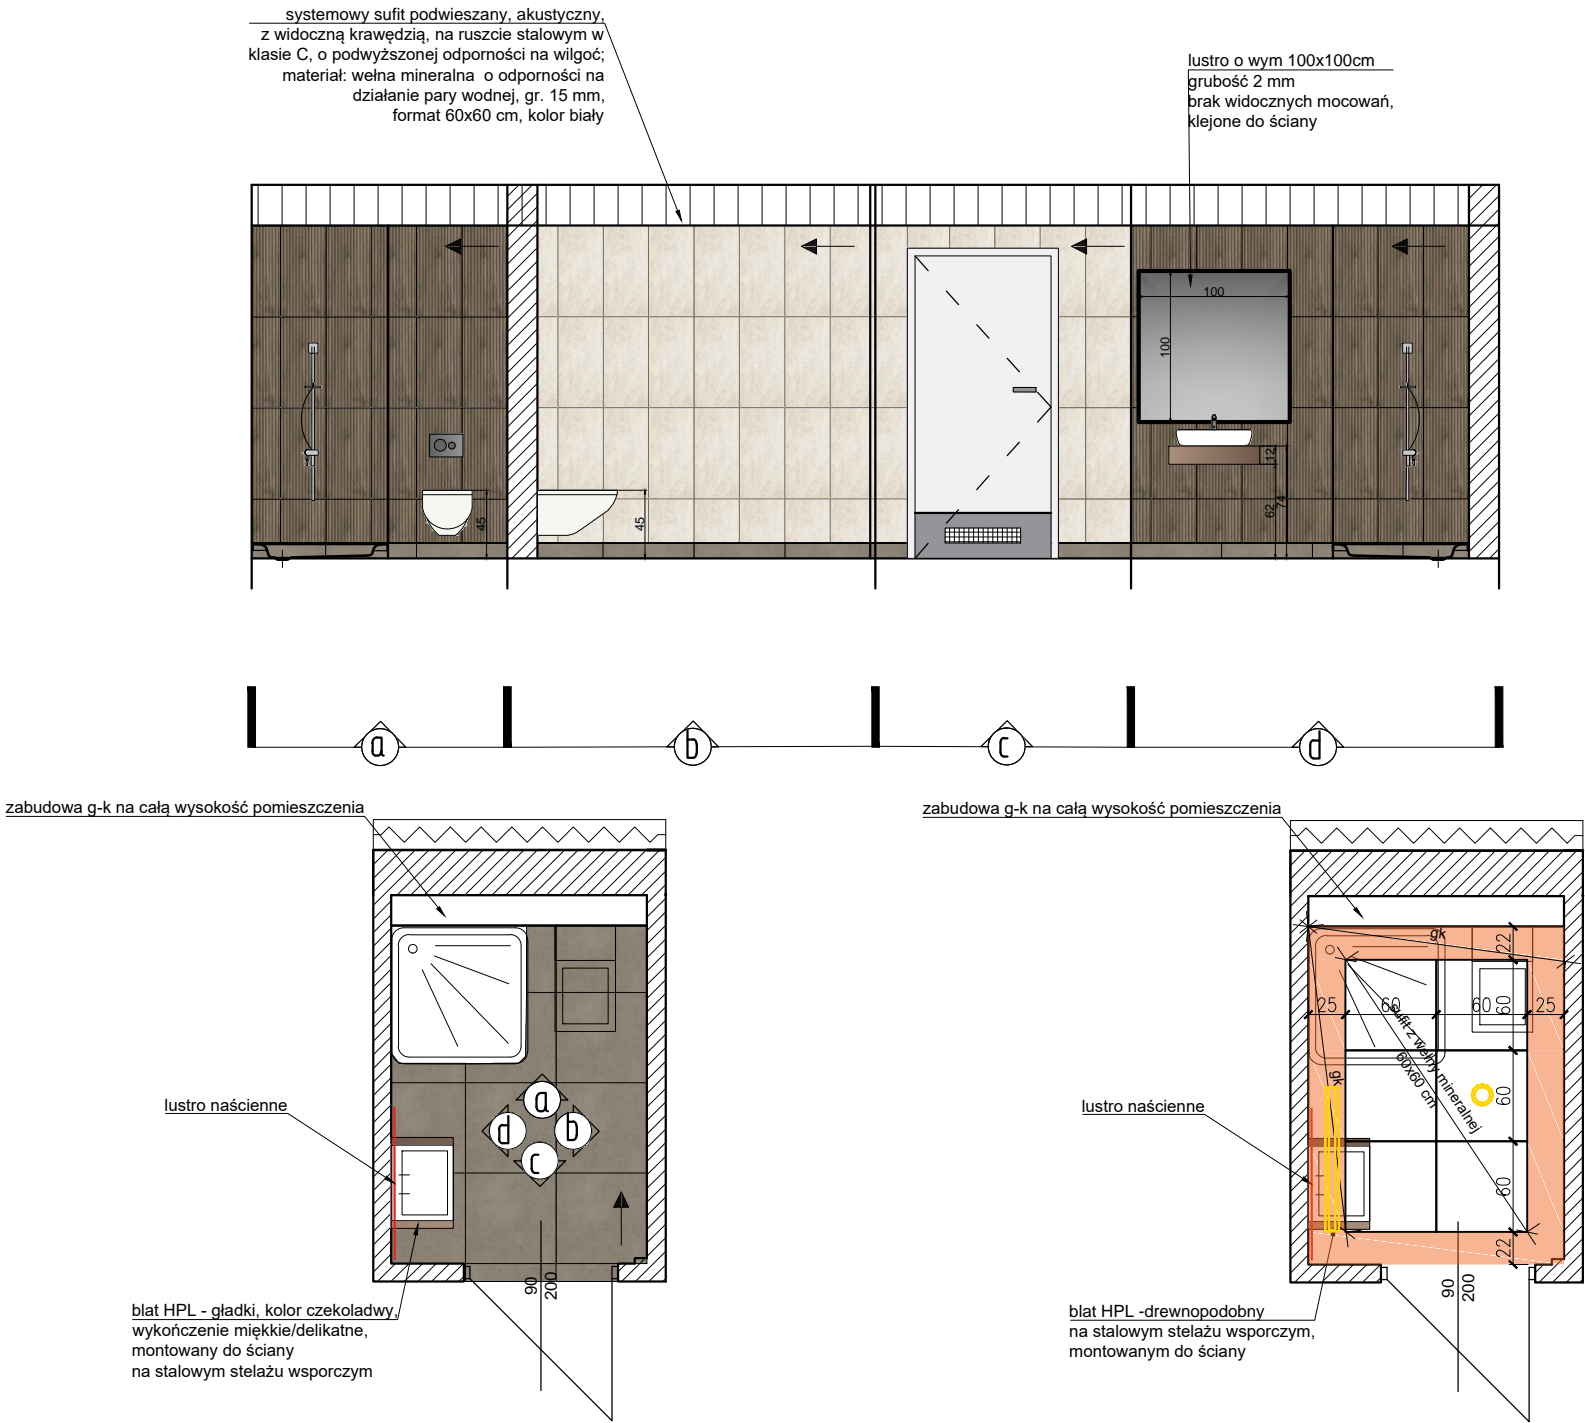 systemowy sufit podwieszany, akustyczny,
z widoczną krawędzią, na ruszcie stalowym w
klasie C, o podwyższonej odporności na wilgoć;
materiał: wełna mineralna o odporności na
działanie pary wodnej, gr. 15 mm,
format 60x60 cm, kolor biały
lustro o wym 100x100cm
grubość 2 mm
brak widocznych mocowań,
klejone do ściany
100
100
12
62
74
45
45
a
b
c
d
zabudowa g-k na całą wysokość pomieszczenia
lustro naścienne
a
b
c
d
90
200
blat HPL - gładki, kolor czekoladwy,
wykończenie miękkie/delikatne,
montowany do ściany
na stalowym stelażu wsporczym
zabudowa g-k na całą wysokość pomieszczenia
gk
22
25
60
60
60
25
sufit z wełny mineralnej
60x60 cm
gk
60
60
22
lustro naścienne
90
200
blat HPL -drewnopodobny
na stalowym stelażu wsporczym,
montowanym do ściany